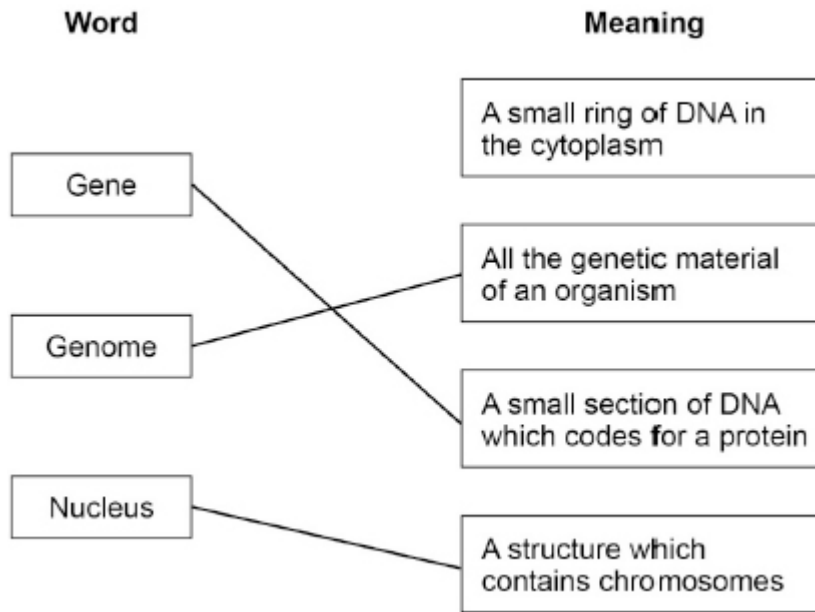 Word
Meaning
Gene
Genome
Nucleus
A small ring of DNA in
the cytoplasm
All the genetic material
of an organism
A small section of DNA
which codes for a protein
A structure which
contains chromosomes